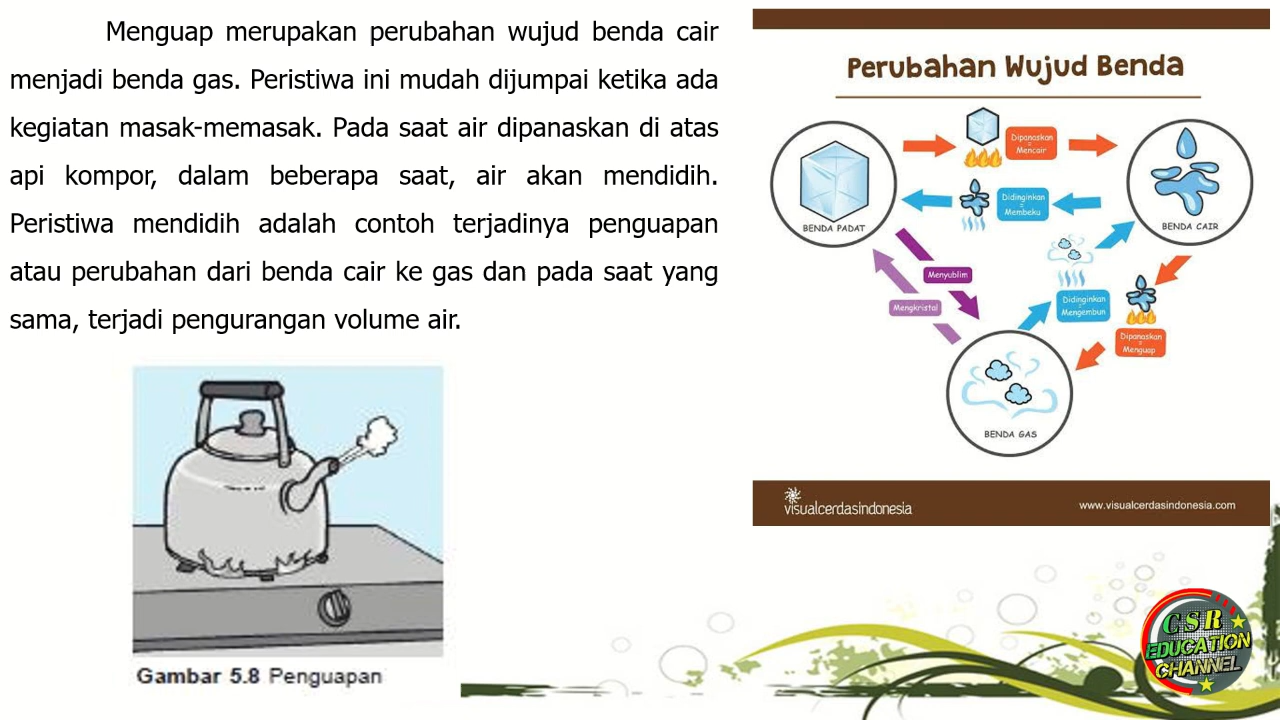 Menguap merupakan perubahan wujud benda cair
menjadi benda gas. Peristiwa ini mudah dijumpai ketika ada
kegiatan masak-memasak. Pada saat air dipanaskan di atas
api kompor, dalam beberapa saat, air akan mendidih.
Peristiwa mendidih adalah contoh terjadinya penguapan
atau perubahan dari benda cair ke gas dan pada saat yang
sama, terjadi pengurangan volume air.
Gambar 5.8 Penguapan
Perubahan Wujud Benda
Dipanaskan
=
Mencair
BENDA PADAT
Didinginkan
=
Membeku
BENDA CAIR
Menyublim
Mengkristal
Didinginkan
=
Mengembun
Dipanaskan
=
Menguap
BENDA GAS
visualcerdasindonesia
www.visualcerdasindonesia.com
CSR
EDUCATION
CHANNEL